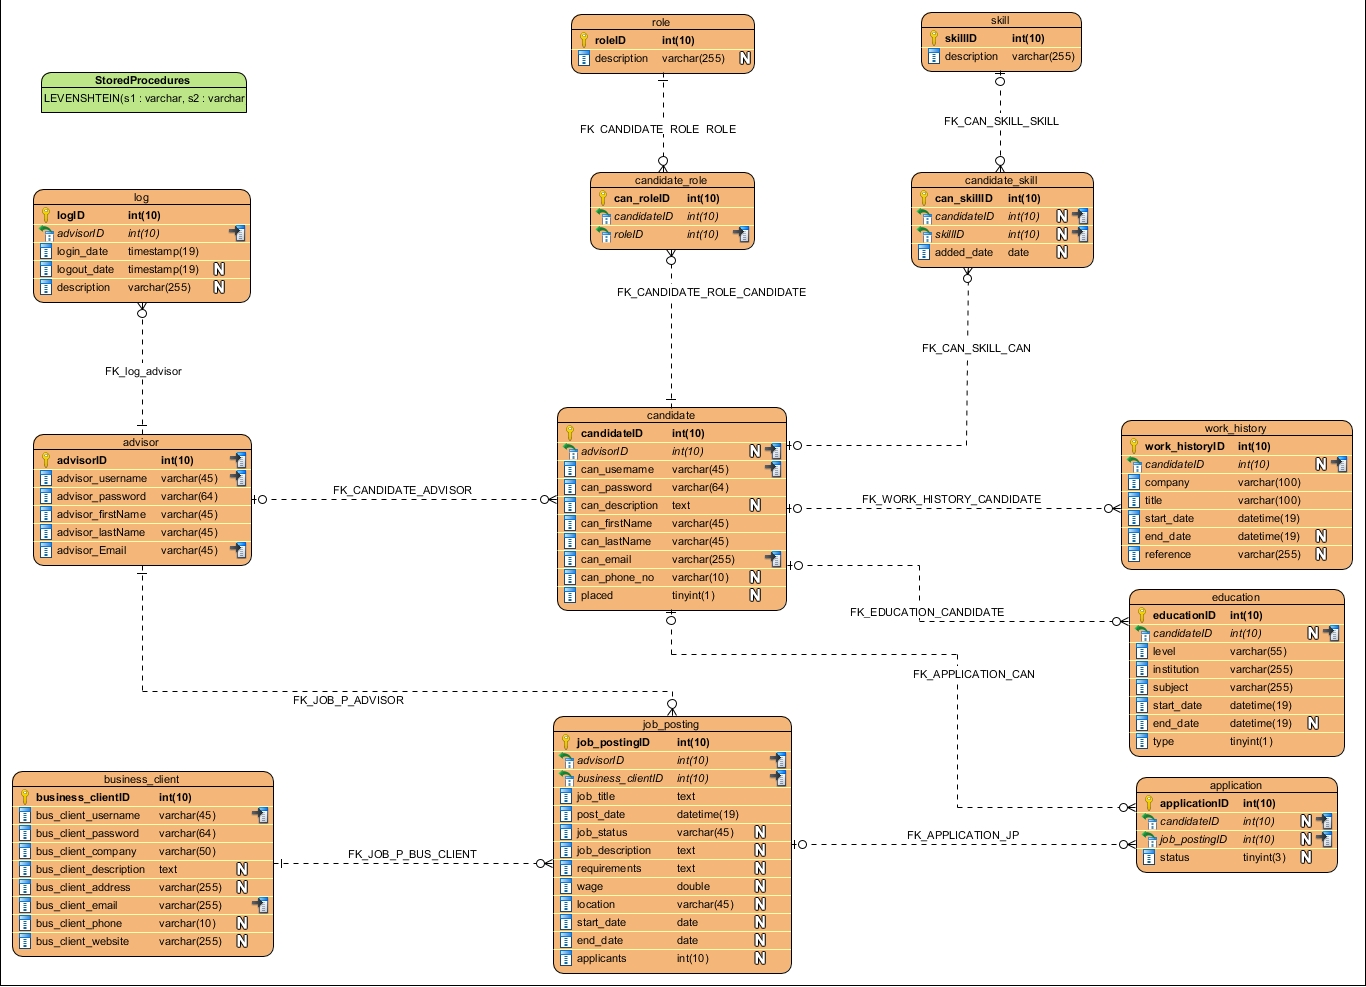 role
roleID int(10)
description varchar(255) N
skill
skillID int(10)
description varchar(255)
StoredProcedures
LEVENSHTEIN(s1 : varchar, s2 : varchar
FK_CANDIDATE_ROLE_ROLE
FK_CAN_SKILL_SKILL
log
logID int(10)
advisorID int(10)
login_date timestamp(19)
logout_date timestamp(19) N
description varchar(255) N
candidate_role
can_roleID int(10)
candidateID int(10)
roleID int(10)
candidate_skill
can_skillID int(10)
candidateID int(10) N
skillID int(10) N
added_date date N
FK_CANDIDATE_ROLE_CANDIDATE
FK_CAN_SKILL_CAN
FK_log_advisor
advisor
advisorID int(10)
advisor_username varchar(45)
advisor_password varchar(64)
advisor_firstName varchar(45)
advisor_lastName varchar(45)
advisor_Email varchar(45)
FK_CANDIDATE_ADVISOR
candidate
candidateID int(10)
advisorID int(10) N
can_username varchar(45)
can_password varchar(64)
can_description text N
can_firstName varchar(45)
can_lastName varchar(45)
can_email varchar(255)
can_phone_no varchar(10) N
placed tinyint(1) N
FK_WORK_HISTORY_CANDIDATE
work_history
work_historyID int(10)
candidateID int(10) N
company varchar(100)
title varchar(100)
start_date datetime(19)
end_date datetime(19) N
reference varchar(255) N
FK_EDUCATION_CANDIDATE
education
educationID int(10)
candidateID int(10) N
level varchar(55)
institution varchar(255)
subject varchar(255)
start_date datetime(19)
end_date datetime(19) N
type tinyint(1)
FK_APPLICATION_CAN
FK_JOB_P_ADVISOR
job_posting
job_postingID int(10)
advisorID int(10)
business_clientID int(10)
job_title text
post_date datetime(19)
job_status varchar(45) N
job_description text N
requirements text N
wage double N
location varchar(45) N
start_date date N
end_date date N
applicants int(10) N
business_client
business_clientID int(10)
bus_client_username varchar(45)
bus_client_password varchar(64)
bus_client_company varchar(50)
bus_client_description text N
bus_client_address varchar(255) N
bus_client_email varchar(255)
bus_client_phone varchar(10) N
bus_client_website varchar(255) N
FK_JOB_P_BUS_CLIENT
FK_APPLICATION_JP
application
applicationID int(10)
candidateID int(10) N
job_postingID int(10) N
status tinyint(3) N